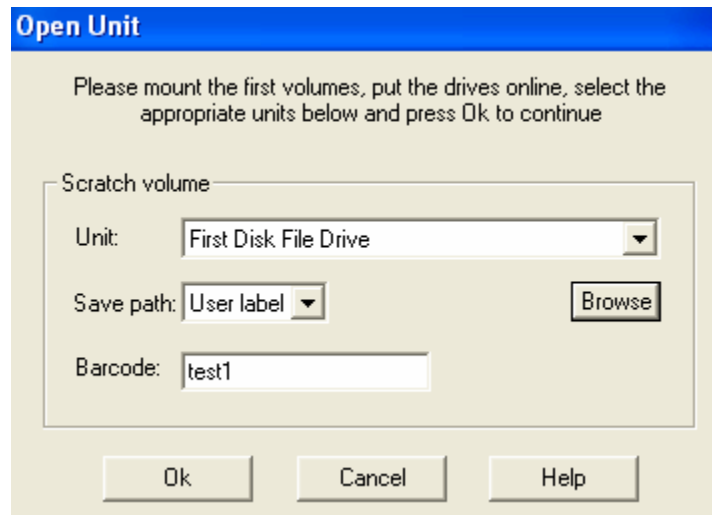 Open Unit
Please mount the first volumes, put the drives online, select the
appropriate units below and press Ok to continue
Scratch volume
Unit: First Disk File Drive
Save path: User label Browse
Barcode: test1
Ok Cancel Help